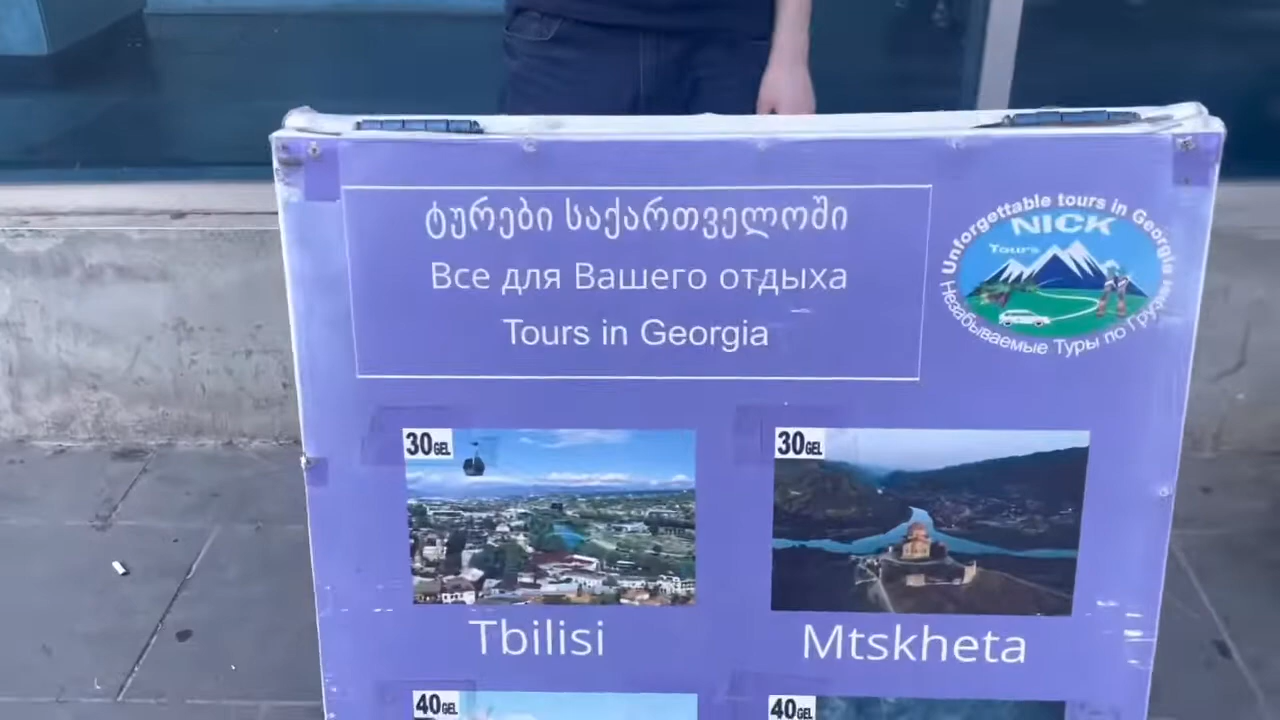 ტურები საქართველოში
Все для Вашего отдыха
Tours in Georgia
Unforgettable tours in Georgia
NICK
Tours
Незабываемые Туры по Грузии
30GEL
30GEL
Tbilisi
Mtskheta
40GEL
40GEL